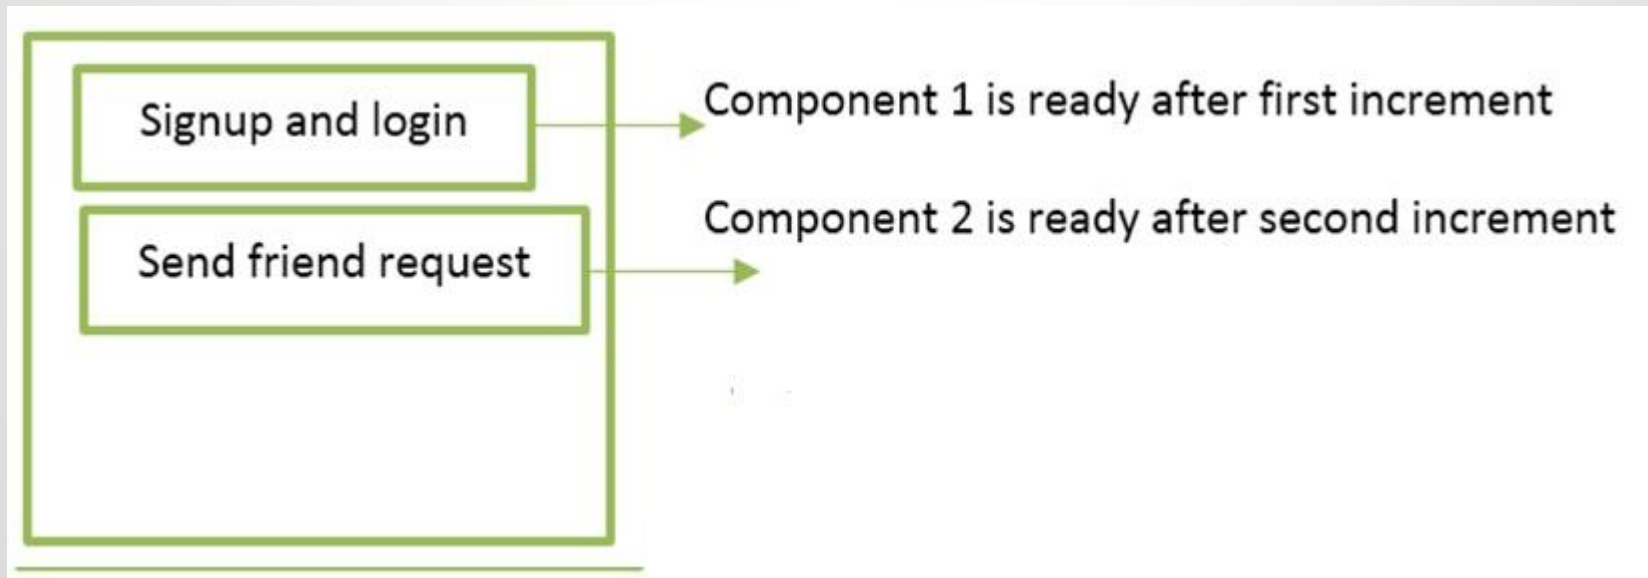 Signup and login
Component 1 is ready after first increment
Component 2 is ready after second increment
Send friend request